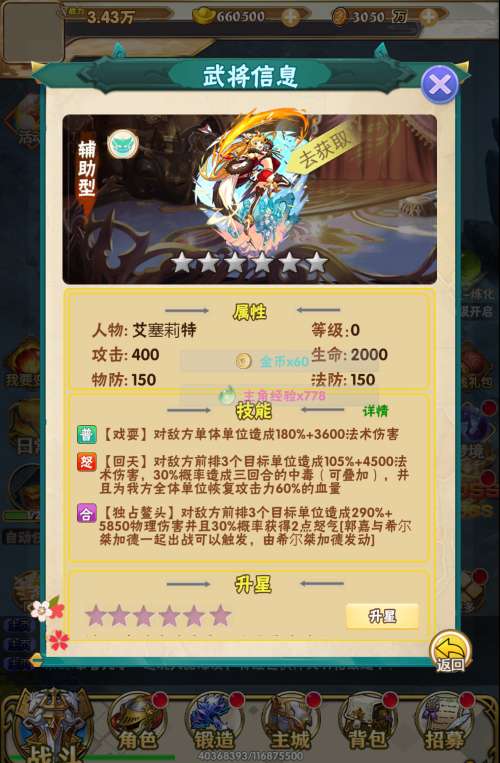 战力
3.43万
660500
3050 万
武将信息
活动
辅助型
去获取
属性
人物: 艾塞莉特
等级:0
攻击: 400
生命: 2000
金币x60
物防: 150
法防: 150
主角经验x778
技能
详情
普【戏耍】对敌方单体单位造成180%+3600法术伤害
怒【回天】对敌方前排3个目标单位造成105%+4500法
术伤害,30%概率造成三回合的中毒(可叠加),并
且为我方全体单位恢复攻击力60%的血量
合【独占鳌头】对敌方前排3个目标单位造成290%+
5850物理伤害并且30%概率获得2点怒气[郭嘉与希尔
桀加德一起出战可以触发,由希尔桀加德发动]
升星
升星
返回
战斗
角色
锻造
主城
背包
招募
40368393/116875500